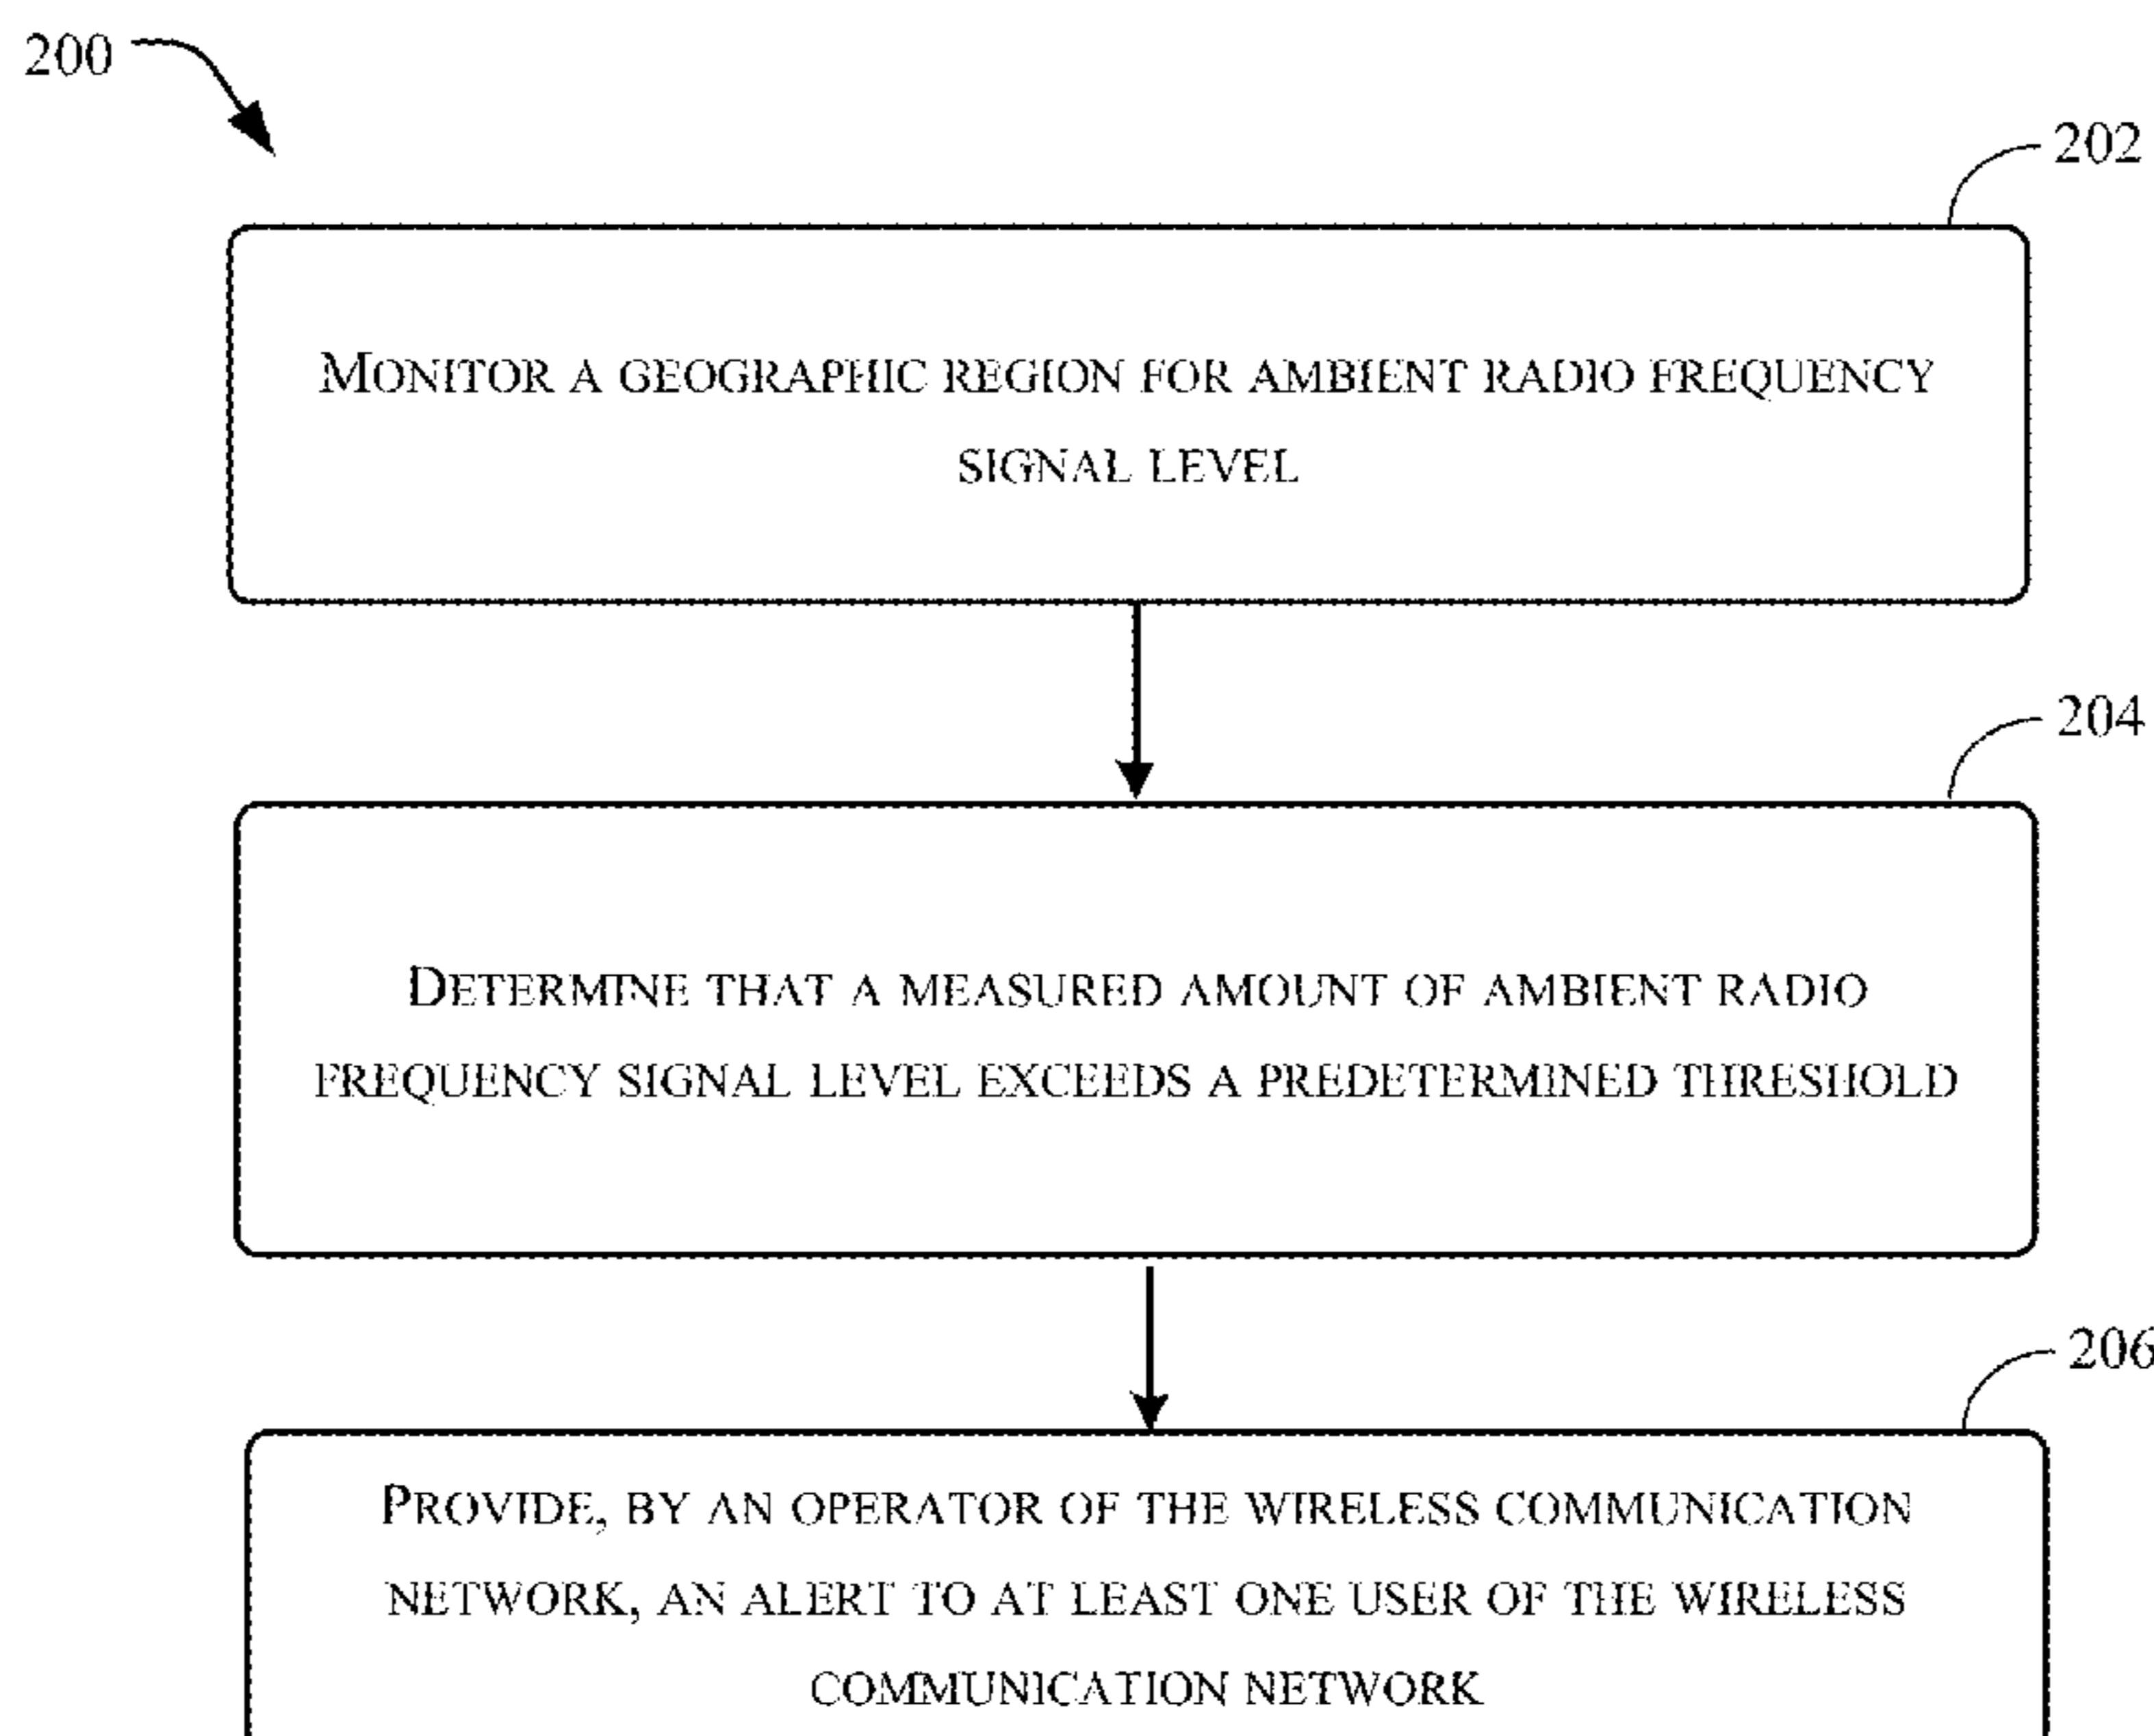 200
202
MONITOR A GEOGRAPHIC REGION FOR AMBIENT RADIO FREQUENCY
SIGNAL LEVEL
204
DETERMINE THAT A MEASURED AMOUNT OF AMBIENT RADIO
FREQUENCY SIGNAL LEVEL EXCEEDS A PREDETERMINED THRESHOLD
206
PROVIDE, BY AN OPERATOR OF THE WIRELESS COMMUNICATION
NETWORK, AN ALERT TO AT LEAST ONE USER OF THE WIRELESS
COMMUNICATION NETWORK